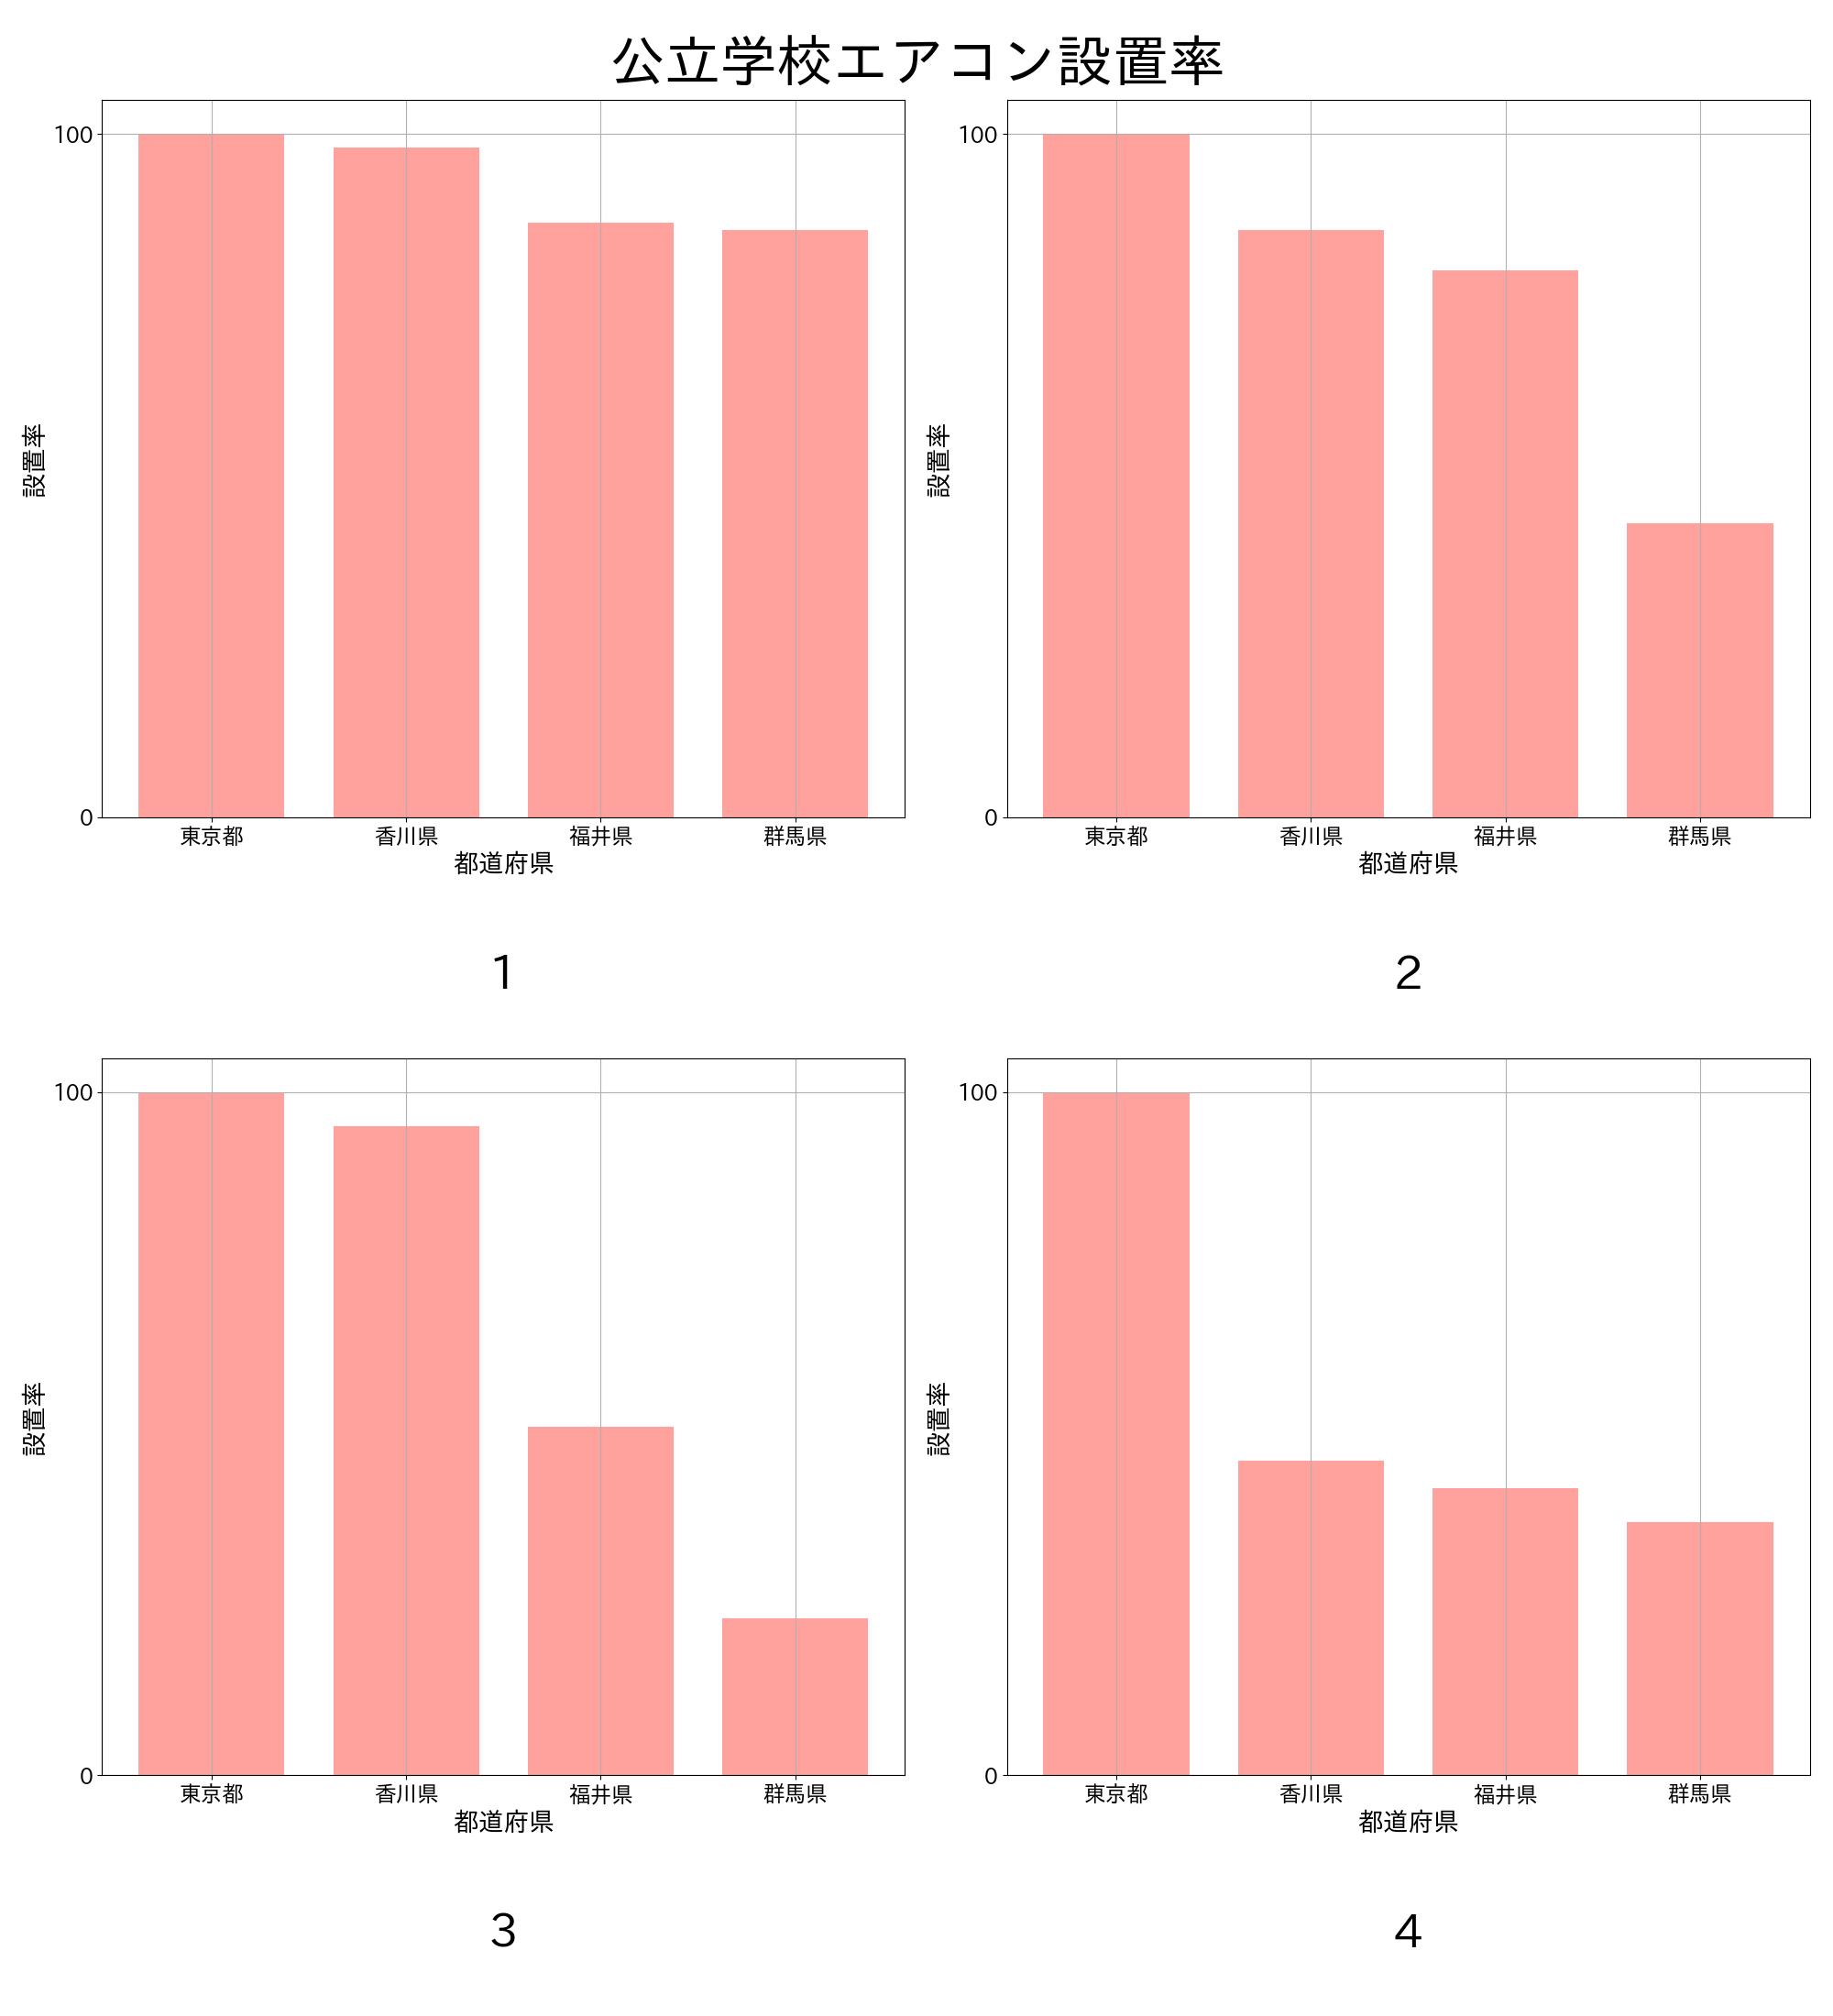 公立学校エアコン設置率
100
0
設置率
東京都 香川県 福井県 群馬県
都道府県
1
100
0
設置率
東京都 香川県 福井県 群馬県
都道府県
2
100
0
設置率
東京都 香川県 福井県 群馬県
都道府県
3
100
0
設置率
東京都 香川県 福井県 群馬県
都道府県
4